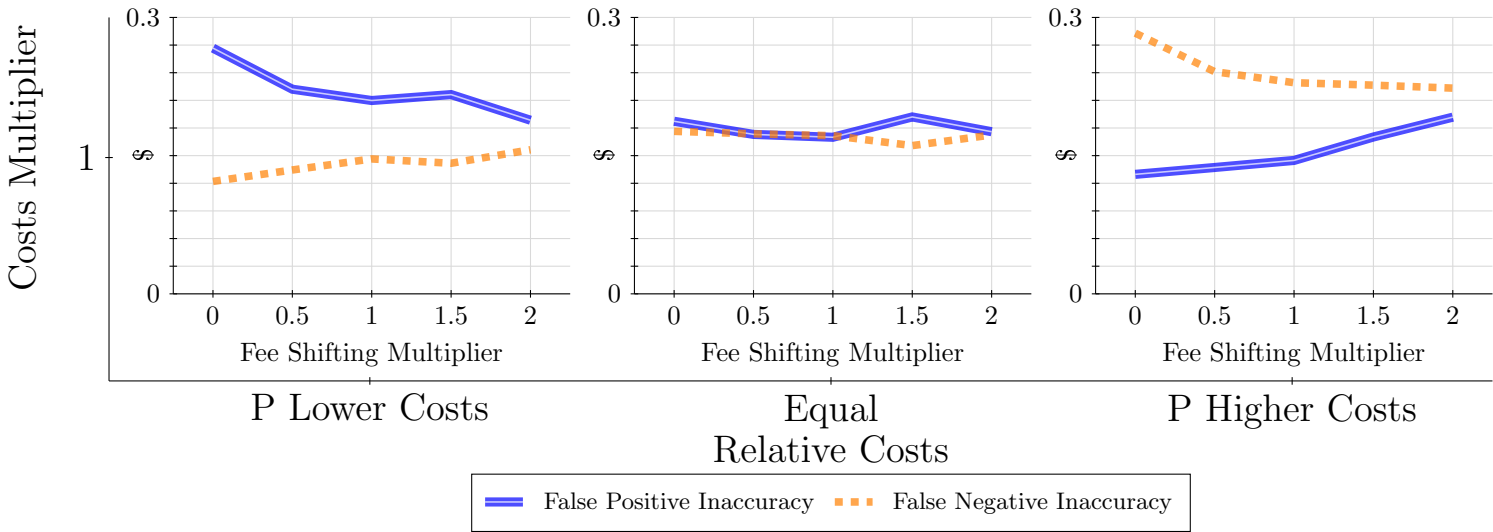 Costs Multiplier
1
0.3
$
0
0 0.5 1 1.5 2
Fee Shifting Multiplier
0.3
$
0
0 0.5 1 1.5 2
Fee Shifting Multiplier
0.3
$
0
0 0.5 1 1.5 2
Fee Shifting Multiplier
P Lower Costs
Equal
P Higher Costs
Relative Costs
False Positive Inaccuracy False Negative Inaccuracy